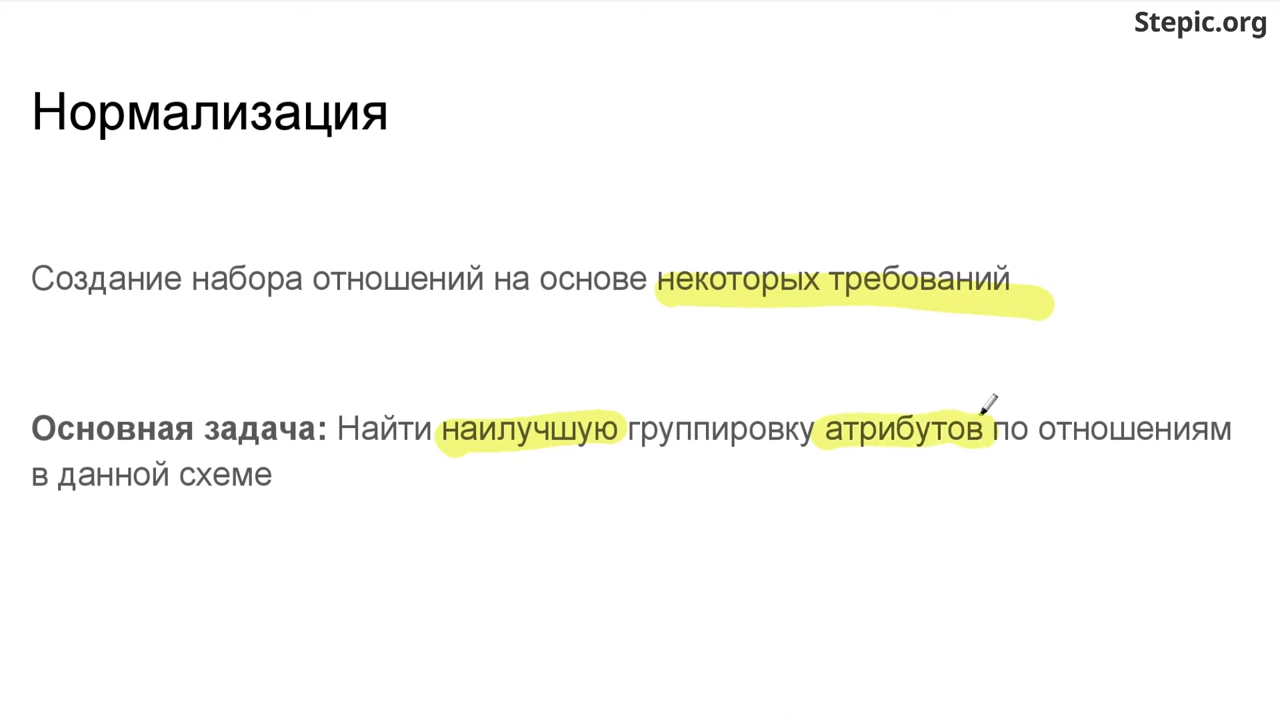 Stepic.org
Нормализация
Создание набора отношений на основе некоторых требований
Основная задача: Найти наилучшую группировку атрибутов по отношениям
в данной схеме